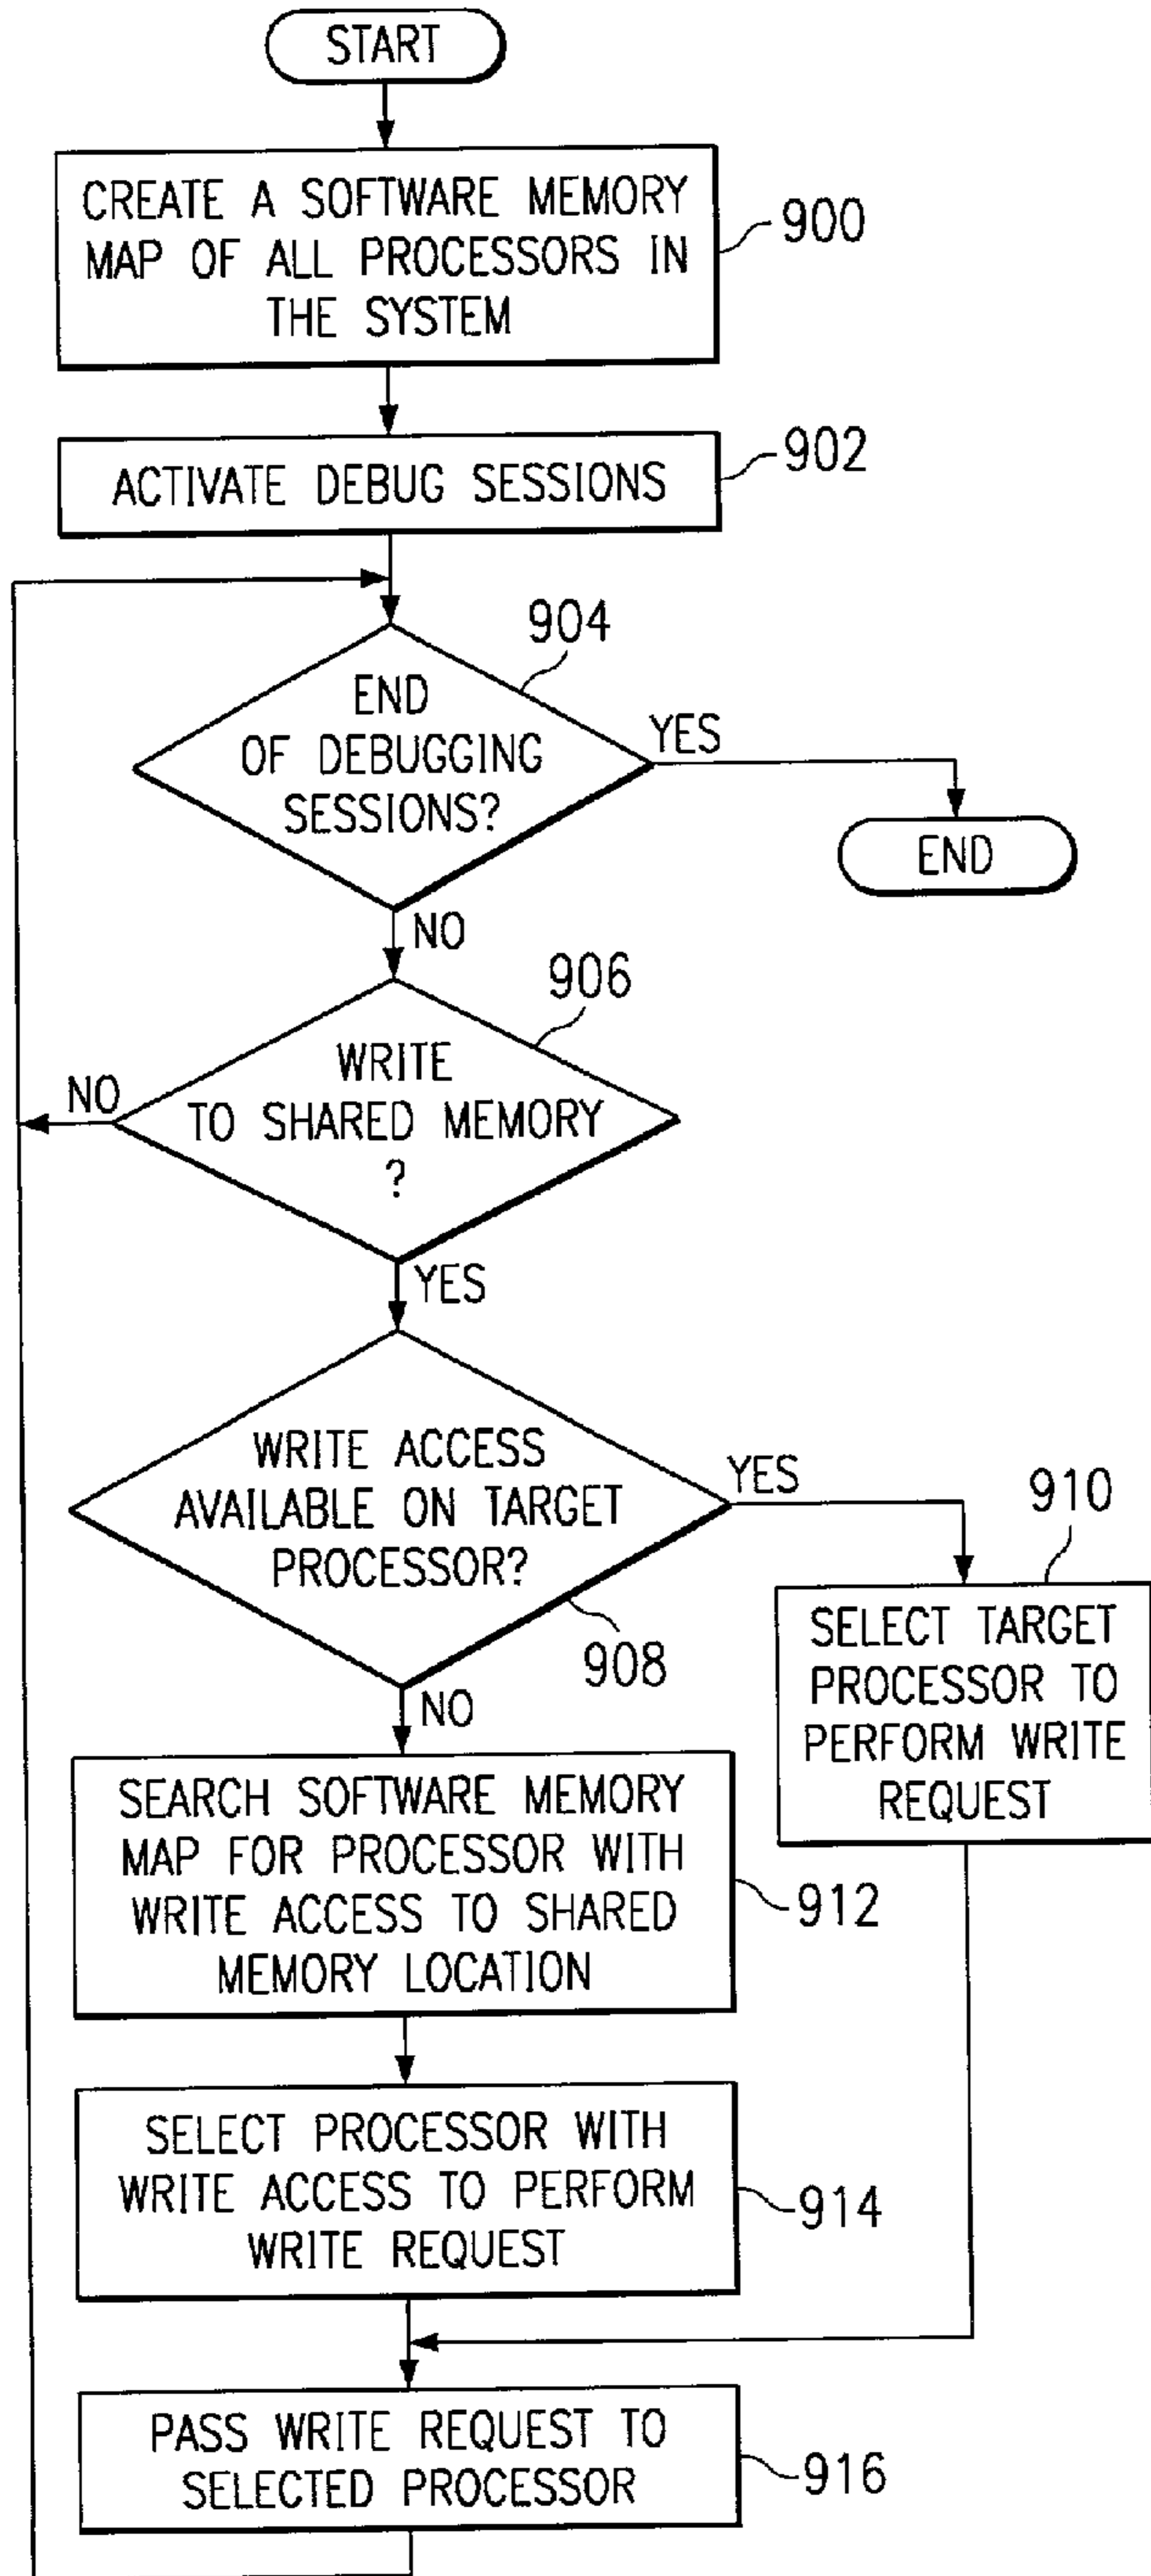 START
CREATE A SOFTWARE MEMORY
MAP OF ALL PROCESSORS IN
THE SYSTEM
900
ACTIVATE DEBUG SESSIONS
902
904
END
OF DEBUGGING
SESSIONS?
YES
END
NO
906
WRITE
TO SHARED MEMORY
?
NO
YES
WRITE ACCESS
AVAILABLE ON TARGET
PROCESSOR?
908
YES
910
SELECT TARGET
PROCESSOR TO
PERFORM WRITE
REQUEST
NO
SEARCH SOFTWARE MEMORY
MAP FOR PROCESSOR WITH
WRITE ACCESS TO SHARED
MEMORY LOCATION
912
SELECT PROCESSOR WITH
WRITE ACCESS TO PERFORM
WRITE REQUEST
914
PASS WRITE REQUEST TO
SELECTED PROCESSOR
916